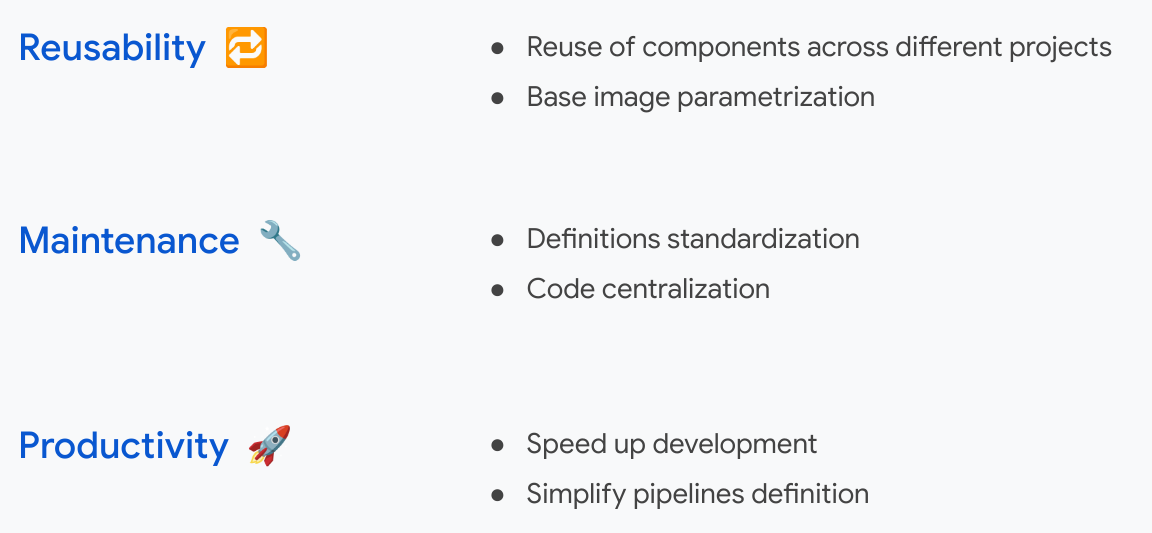 Reusability 🔁
● Reuse of components across different projects
● Base image parametrization
Maintenance 🔧
● Definitions standardization
● Code centralization
Productivity 🚀
● Speed up development
● Simplify pipelines definition